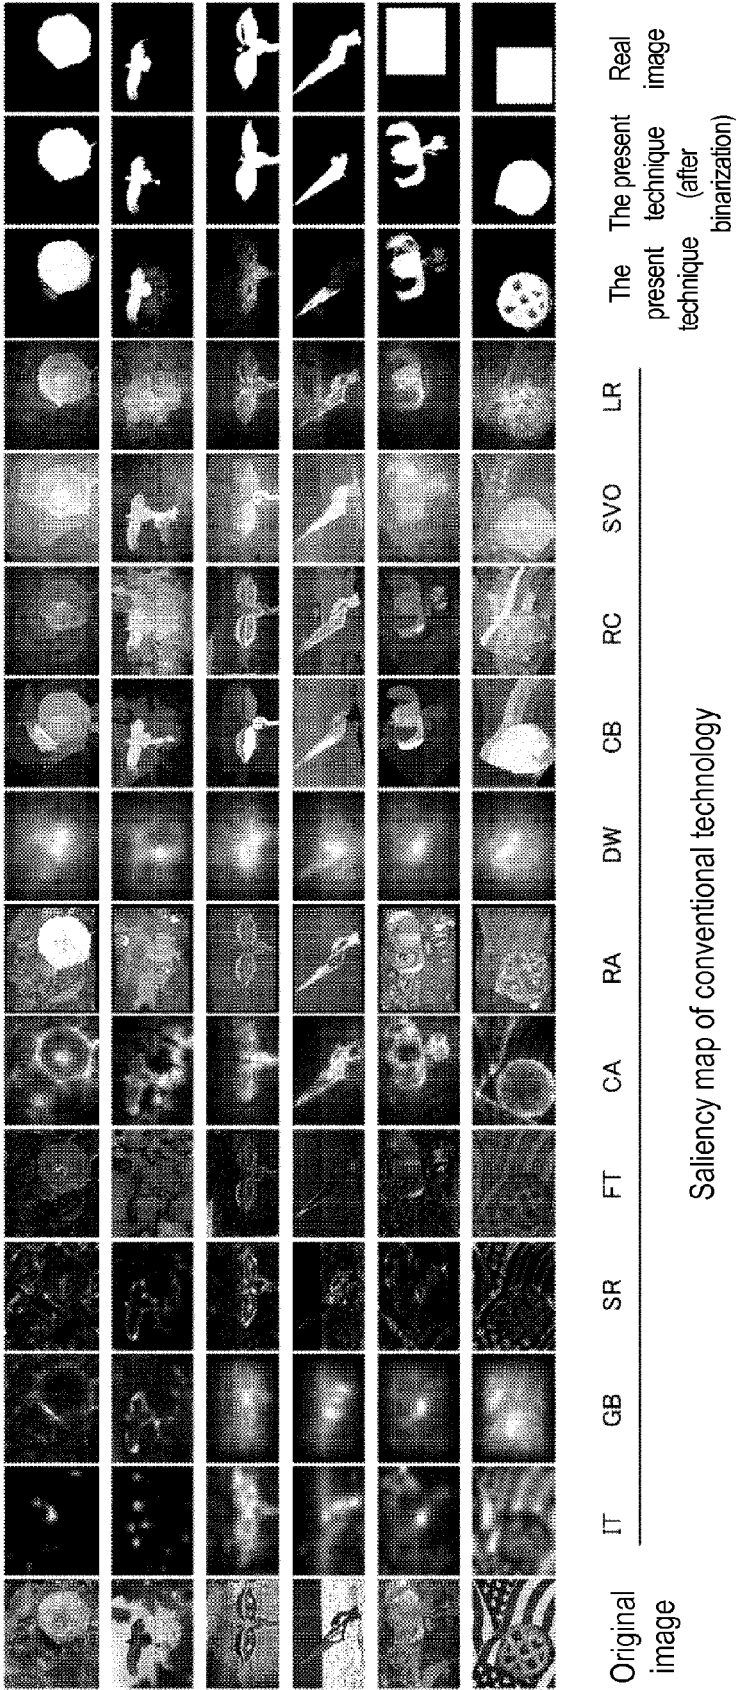 Real
image
The present
technique
(after
binarization)
The
present
technique
LR
SVO
RC
CB
DW
RA
CA
FT
SR
GB
IT
Original
image
Saliency map of conventional technology